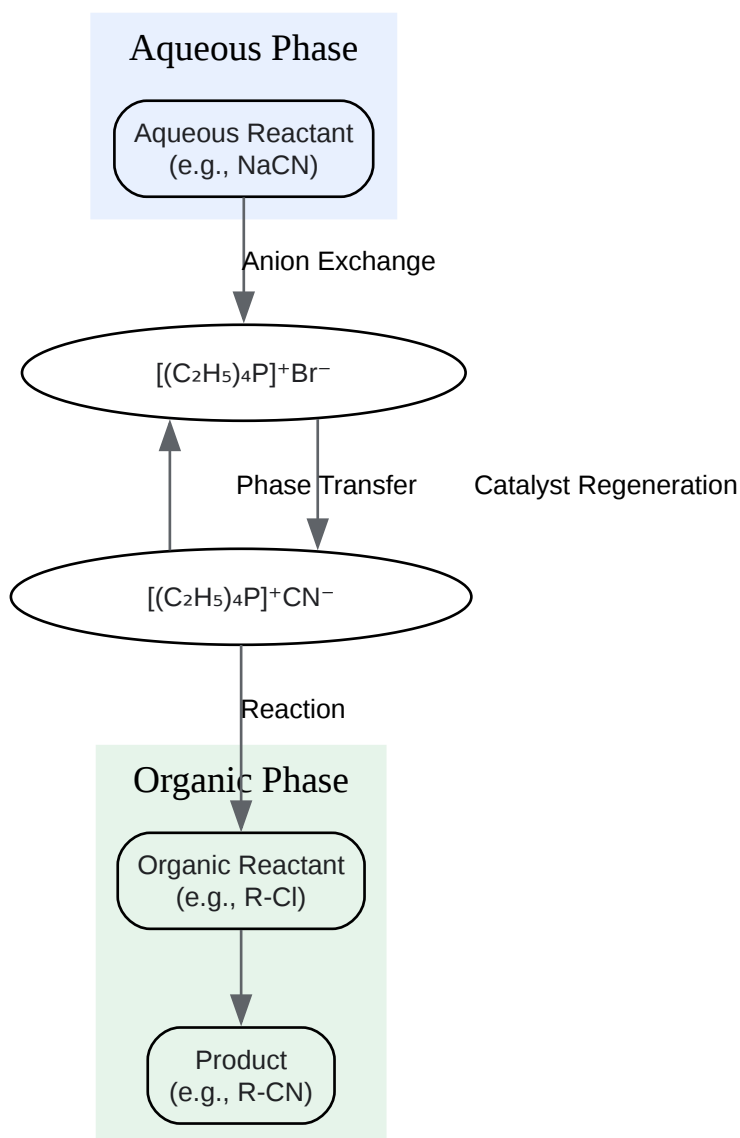 Aqueous Phase
Aqueous Reactant
(e.g., NaCN)
Anion Exchange
[(C₂H₅)₄P]⁺Br⁻
Phase Transfer
Catalyst Regeneration
[(C₂H₅)₄P]⁺CN⁻
Reaction
Organic Phase
Organic Reactant
(e.g., R-Cl)
Product
(e.g., R-CN)